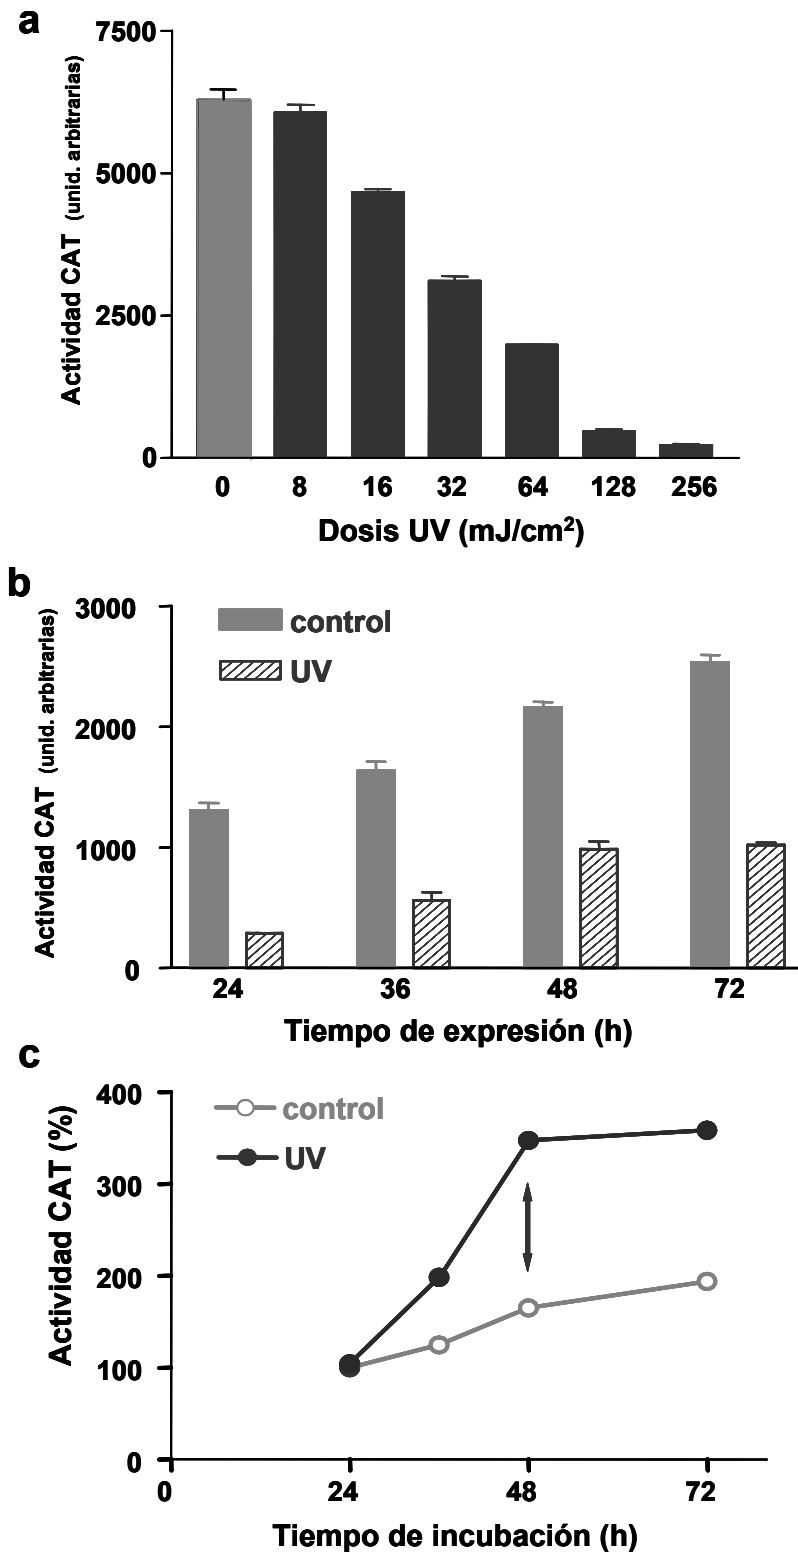 a
7500
5000
2500
0
Actividad CAT (unid. arbitrarias)
0 8 16 32 64 128 256
Dosis UV (mJ/cm²)
b
3000
2000
1000
0
Actividad CAT (unid. arbitrarias)
control
UV
24 36 48 72
Tiempo de expresión (h)
c
400
300
200
100
0
Actividad CAT (%)
control
UV
0 24 48 72
Tiempo de incubación (h)